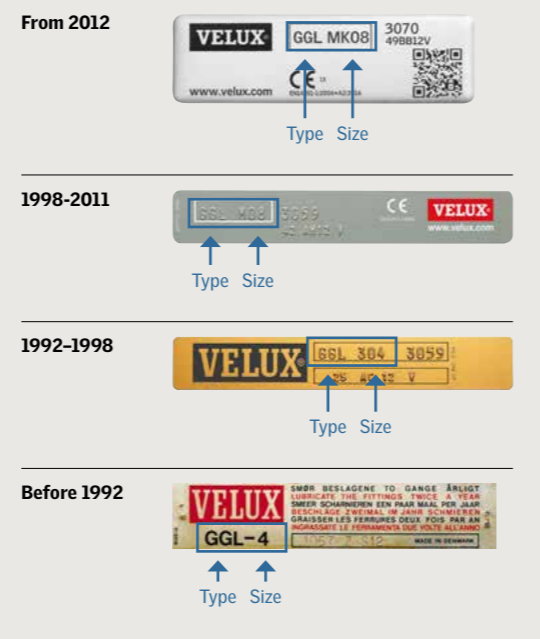 From 2012
VELUX GGL MK08 3070
49BB12V
CE
www.velux.com
Type Size
1998-2011
GGL M08 3059
CE VELUX
www.velux.com
Type Size
1992–1998
VELUX GGL 304 3059
V
Type Size
Before 1992
VELUX
SMØR BESLAGENE TO GANGE ÅRLIGT
LUBRICATE THE FITTINGS TWICE A YEAR
SMEER SCHARNIEREN EEN PAAR MAAL PER JAAR
BESCHLÄGE ZWEIMAL IM JAHR SCHMIEREN
GRAISSER LES FERRURES DEUX FOIS PAR AN
INGRASSATE LE FERRAMENTA DUE VOLTE ALL'ANNO
GGL-4
MADE IN DENMARK
Type Size